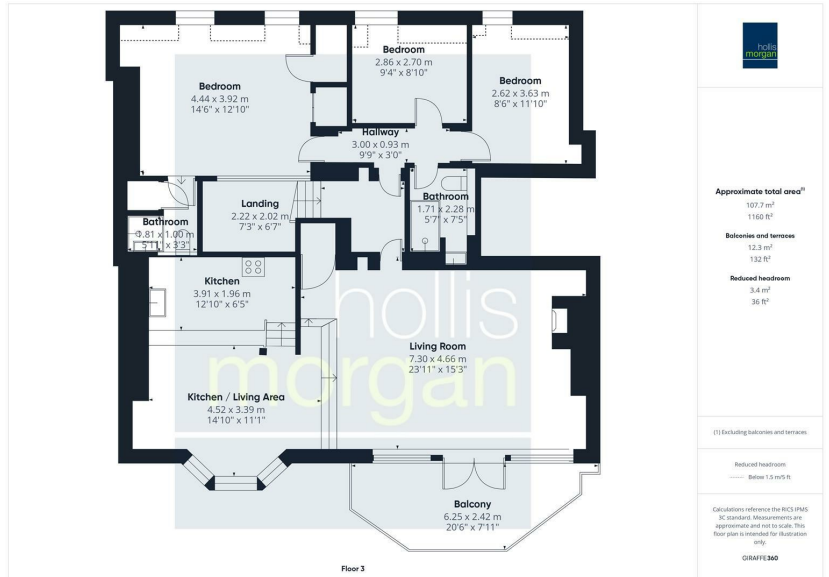 Bedroom
4.44 x 3.92 m
14'6" x 12'10"
Bedroom
2.86 x 2.70 m
9'4" x 8'10"
Bedroom
2.62 x 3.63 m
8'6" x 11'10"
Hallway
3.00 x 0.93 m
9'9" x 3'0"
Landing
2.22 x 2.02 m
7'3" x 6'7"
Bathroom
1.71 x 2.28 m
5'7" x 7'5"
Bathroom
1.81 x 1.00 m
5'11" x 3'3"
Kitchen
3.91 x 1.96 m
12'10" x 6'5"
Living Room
7.30 x 4.66 m
23'11" x 15'3"
Kitchen / Living Area
4.52 x 3.39 m
14'10" x 11'1"
Balcony
6.25 x 2.42 m
20'6" x 7'11"
hollis
morgan
Floor 3
hollis
morgan
Approximate total area(1)
107.7 m²
1160 ft²
Balconies and terraces
12.3 m²
132 ft²
Reduced headroom
3.4 m²
36 ft²
(1) Excluding balconies and terraces
Reduced headroom
Below 1.5 m/5 ft
Calculations reference the RICS IPMS
3C standard. Measurements are
approximate and not to scale. This
floor plan is intended for illustration
only.
GIRAFFE360